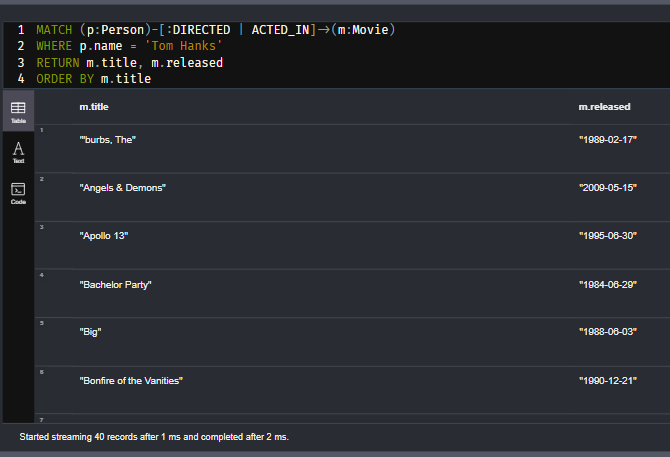 1 MATCH (p:Person)-[:DIRECTED | ACTED_IN]->(m:Movie)
2 WHERE p.name = 'Tom Hanks'
3 RETURN m.title, m.released
4 ORDER BY m.title
Table
Text
Code
m.title m.released
1
"'burbs, The" "1989-02-17"
2
"Angels & Demons" "2009-05-15"
3
"Apollo 13" "1995-06-30"
4
"Bachelor Party" "1984-06-29"
5
"Big" "1988-06-03"
6
"Bonfire of the Vanities" "1990-12-21"
7
Started streaming 40 records after 1 ms and completed after 2 ms.